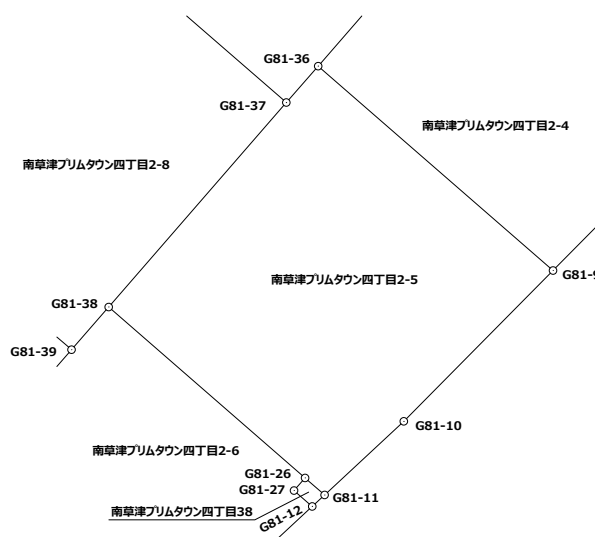 G81-36
G81-37
南草津プリムタウン四丁目2-4
南草津プリムタウン四丁目2-8
G81-9
南草津プリムタウン四丁目2-5
G81-38
G81-39
G81-10
南草津プリムタウン四丁目2-6
G81-26
G81-27
G81-11
南草津プリムタウン四丁目38
G81-12